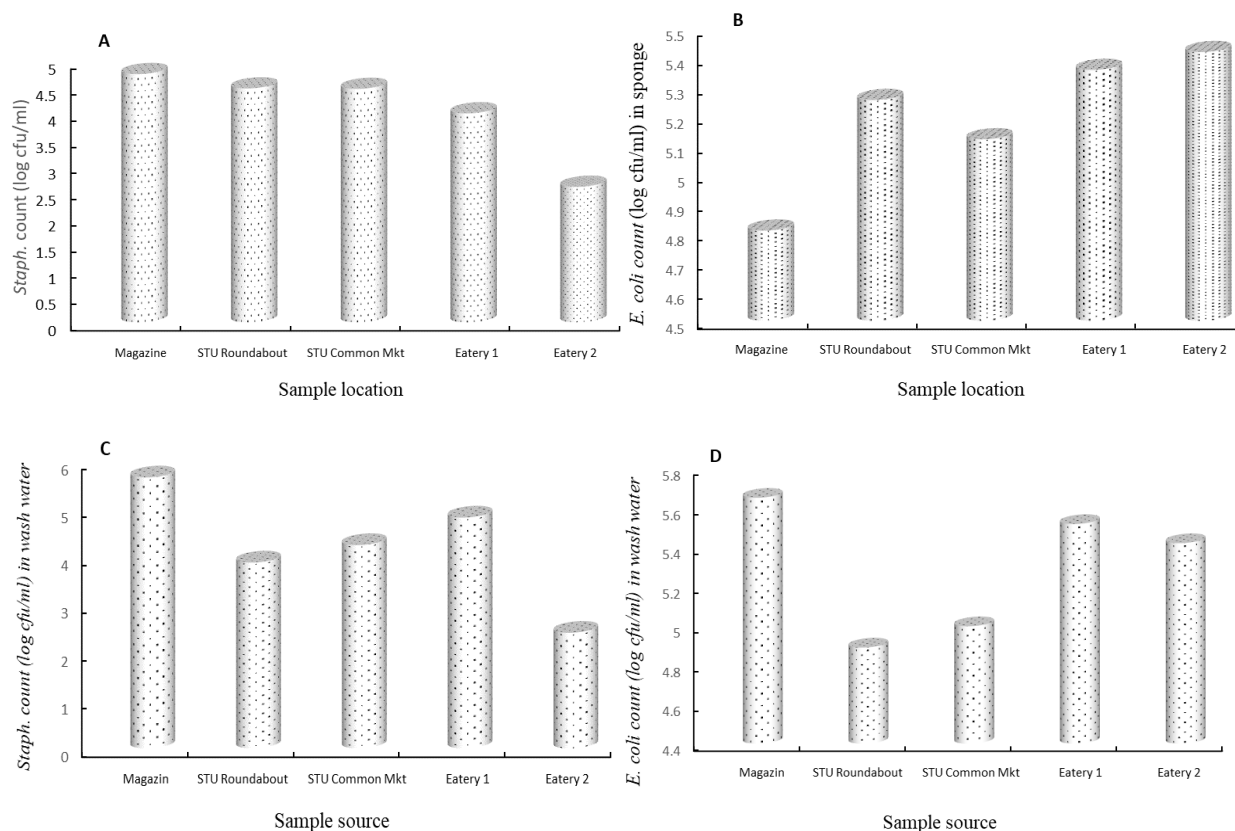 A
Staph. count (log cfu/ml)
5
4.5
4
3.5
3
2.5
2
1.5
1
0.5
0
Magazine STU Roundabout STU Common Mkt Eatery 1 Eatery 2
Sample location
B
E. coli count (log cfu/ml) in sponge
5.5
5.4
5.3
5.2
5.1
5
4.9
4.8
4.7
4.6
4.5
Magazine STU Roundabout STU Common Mkt Eatery 1 Eatery 2
Sample location
C
Staph. count (log cfu/ml) in wash water
6
5
4
3
2
1
0
Magazin STU Roundabout STU Common Mkt Eatery 1 Eatery 2
Sample source
D
E. coli count (log cfu/ml) in wash water
5.8
5.6
5.4
5.2
5
4.8
4.6
4.4
Magazin STU Roundabout STU Common Mkt Eatery 1 Eatery 2
Sample source